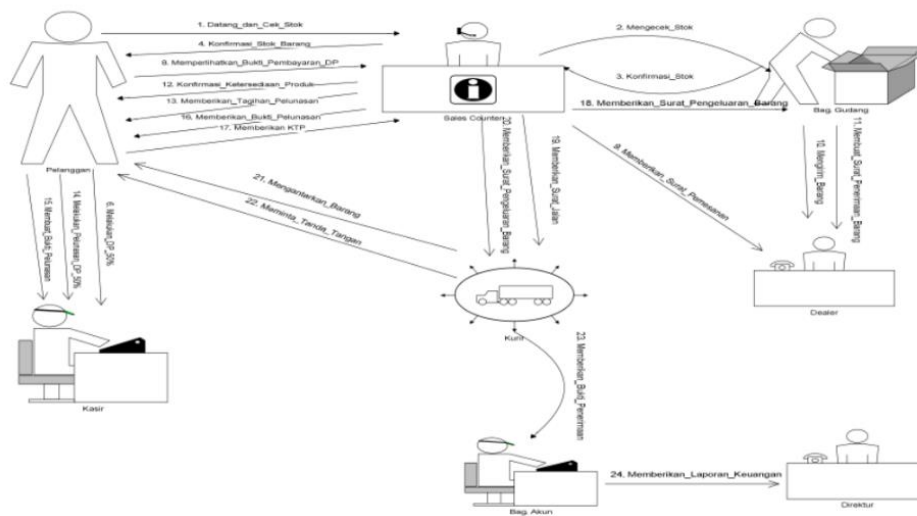 1. Datang_dan_Cek_Stok
4. Konfirmasi_Stok_Barang
8. Memperlihatkan_Bukti_Pembayaran_DP
12. Konfirmasi_Ketersediaan_Produk
13. Memberikan_Tagihan_Pelunasan
16. Memberikan_Bukti_Pelunasan
17. Memberikan KTP
2. Mengecek_Stok
3. Konfirmasi_Stok
18. Memberikan_Surat_Pengeluaran_Barang
Pelanggan
Sales Counter
Bag. Gudang
15. Membuat_Bukti_Pelunasan
14. Melakukan_Pelunasan_DP_50%
6. Melakukan_DP_50%
21. Mengantarkan_Barang
22. Meminta_Tanda_Tangan
20. Memberikan_Surat_Pengeluaran_Barang
19. Memberikan_Surat_Jalan
9. Memberikan_Surat_Pemesanan
10. Mengirim_Barang
11. Membuat_Surat_Penerimaan_Barang
Dealer
Kurir
23. Memberikan_Bukti_Penerimaan
Kasir
Bag. Akun
24. Memberikan_Laporan_Keuangan
Direktur